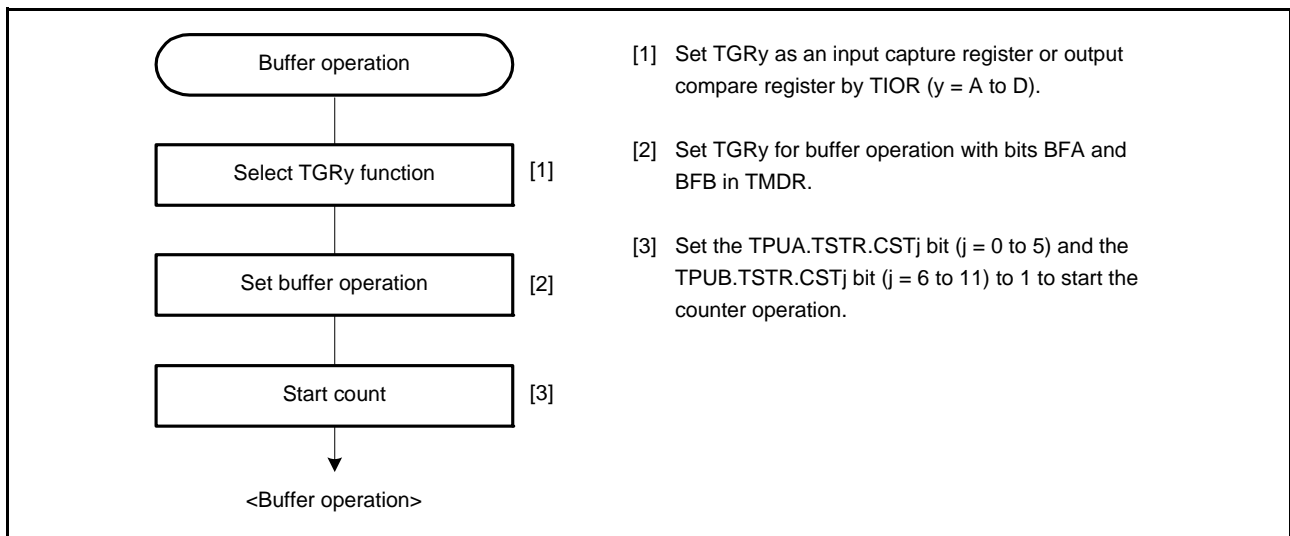 Buffer operation
Select TGRy function
[1]
Set buffer operation
[2]
Start count
[3]
<Buffer operation>
[1] Set TGRy as an input capture register or output
compare register by TIOR (y = A to D).
[2] Set TGRy for buffer operation with bits BFA and
BFB in TMDR.
[3] Set the TPUA.TSTR.CSTj bit (j = 0 to 5) and the
TPUB.TSTR.CSTj bit (j = 6 to 11) to 1 to start the
counter operation.